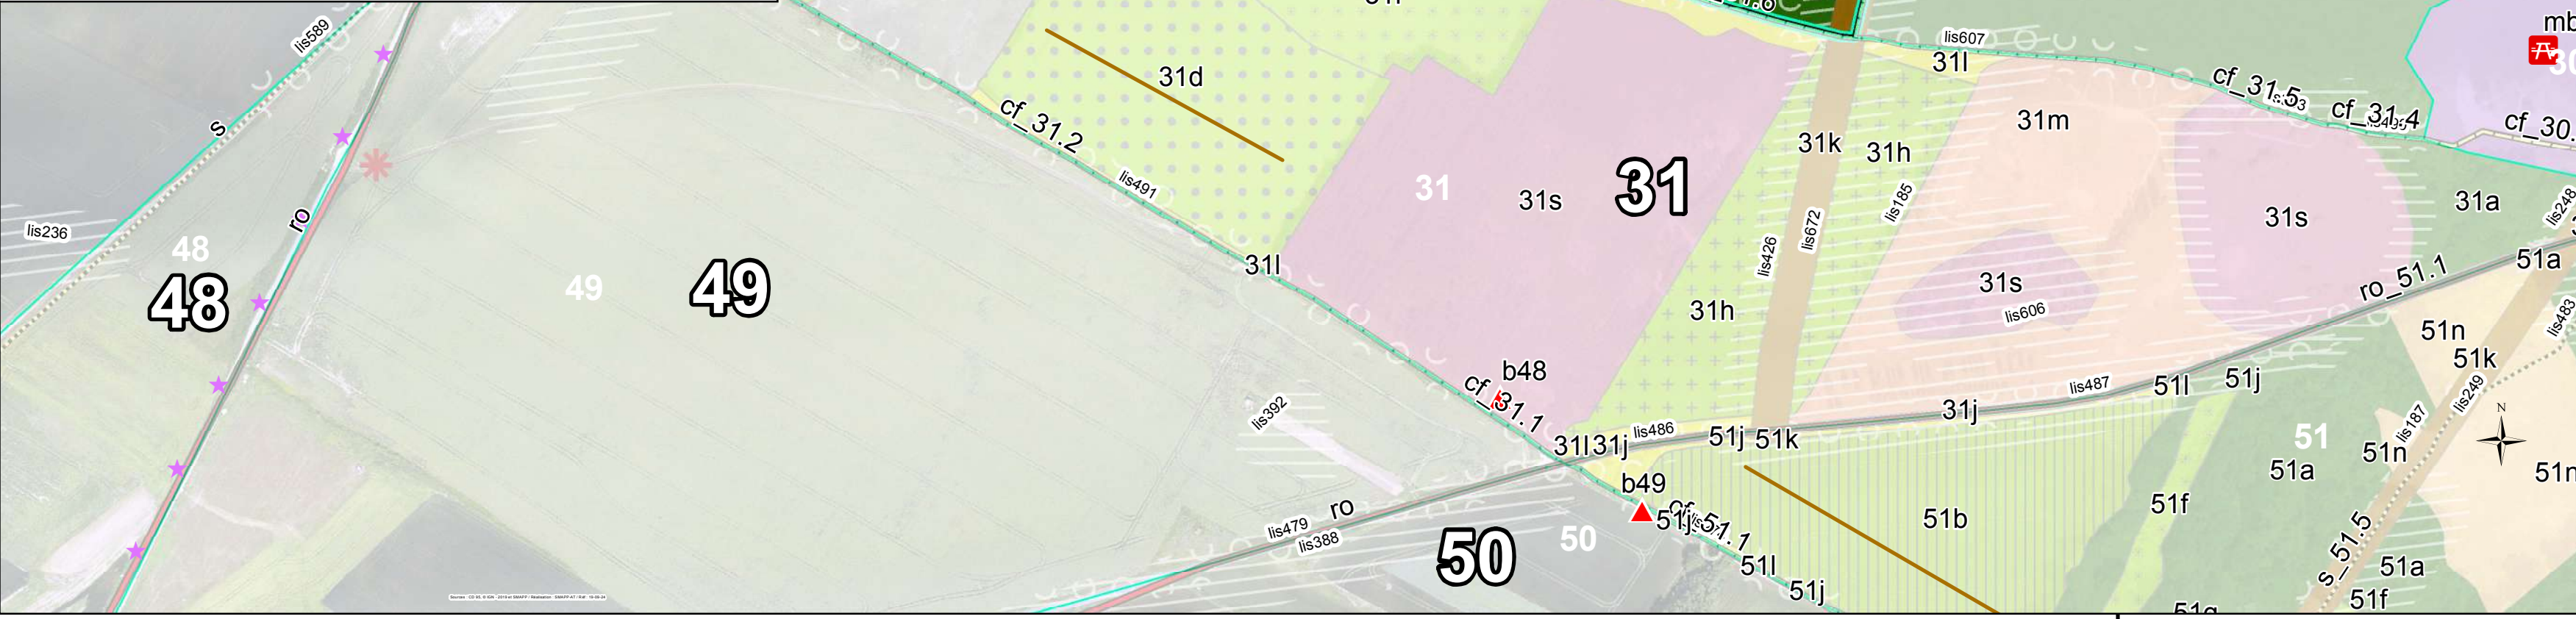 lis589
s
lis236
48
48
ro
49
49
cf_31.2
lis491
31d
31l
31
31s
31
31k
31h
lis185
lis672
lis426
31h
lis607
31l
31m
cf_31.5
cf_31.4
cf_30.
mb
30
31s
lis606
31s
31a
lis248
51a
ro_51.1
lis483
51n
51k
lis249
lis187
N
b48
cf_31.1
lis392
31l
31j
lis486
51j
51k
31j
lis487
51l
51j
51
51n
51a
51n
b49
51j
cf_51.1
51l
51j
51b
51f
s_51.5
51a
51f
ro
lis479
lis388
50
50